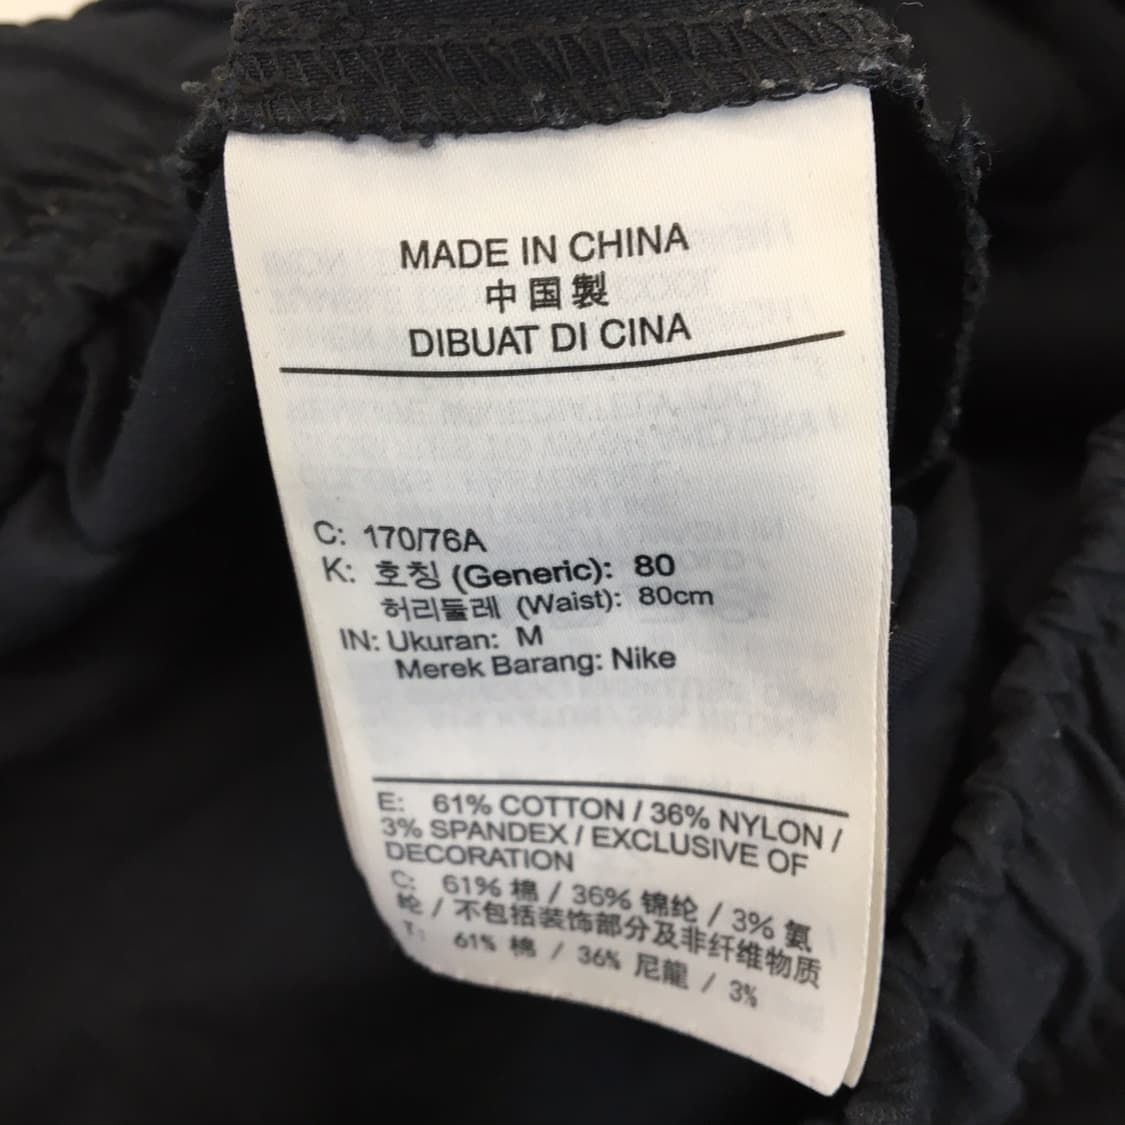 MADE IN CHINA
中国製
DIBUAT DI CINA
C: 170/76A
K: 호칭 (Generic): 80
허리둘레 (Waist): 80cm
IN: Ukuran: M
Merek Barang: Nike
E: 61% COTTON / 36% NYLON /
3% SPANDEX / EXCLUSIVE OF
DECORATION
C: 61% 棉 / 36% 锦纶 / 3% 氨
纶 / 不包括装饰部分及非纤维物质
T: 61% 棉 / 36% 尼龍 / 3%